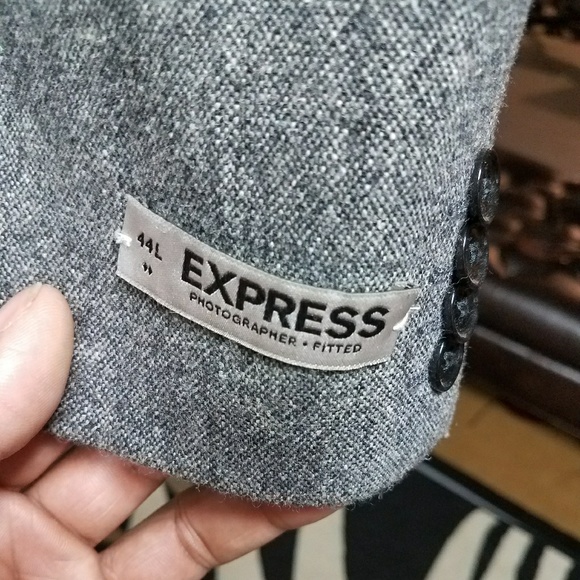 44L
"
EXPRESS
PHOTOGRAPHER • FITTED